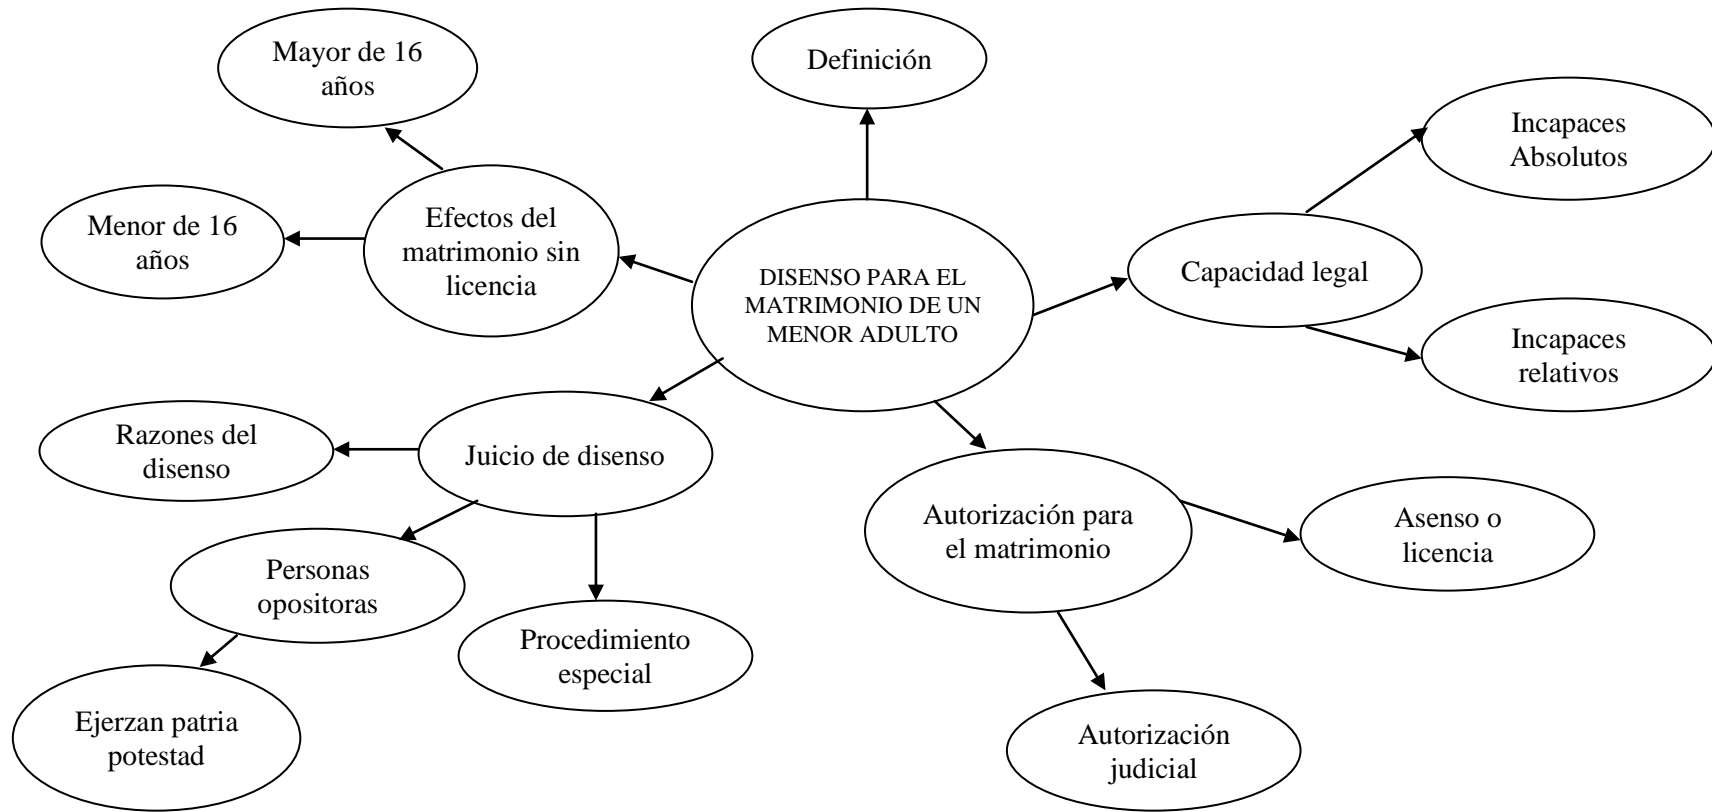 Mayor de 16
años
Definición
Incapaces
Absolutos
Menor de 16
años
Efectos del
matrimonio sin
licencia
DISENSO PARA EL
MATRIMONIO DE UN
MENOR ADULTO
Capacidad legal
Incapaces
relativos
Razones del
disenso
Juicio de disenso
Autorización para
el matrimonio
Asenso o
licencia
Personas
opositoras
Procedimiento
especial
Ejerzan patria
potestad
Autorización
judicial